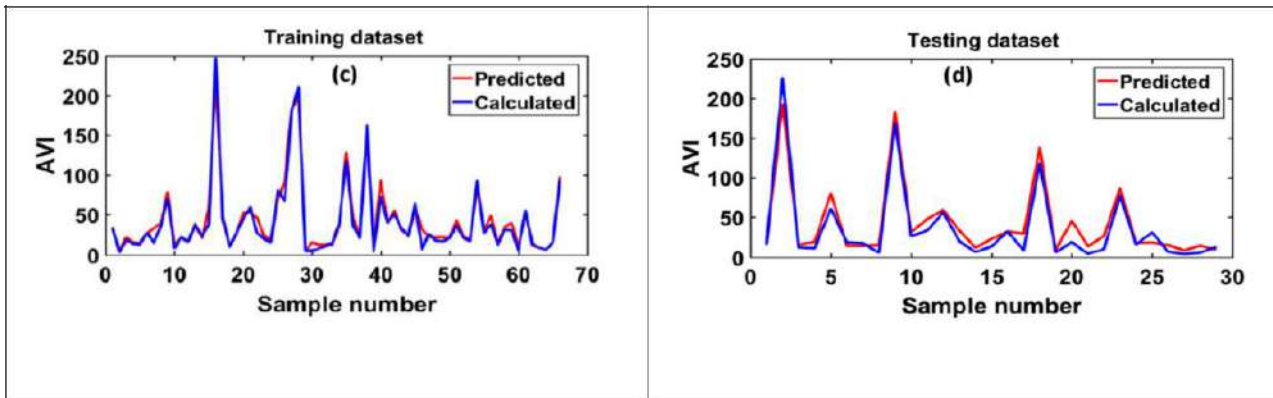 Training dataset
(c)
Predicted
Calculated
AVI
250
200
150
100
50
0
0 10 20 30 40 50 60 70
Sample number
Testing dataset
(d)
Predicted
Calculated
AVI
250
200
150
100
50
0
0 5 10 15 20 25 30
Sample number